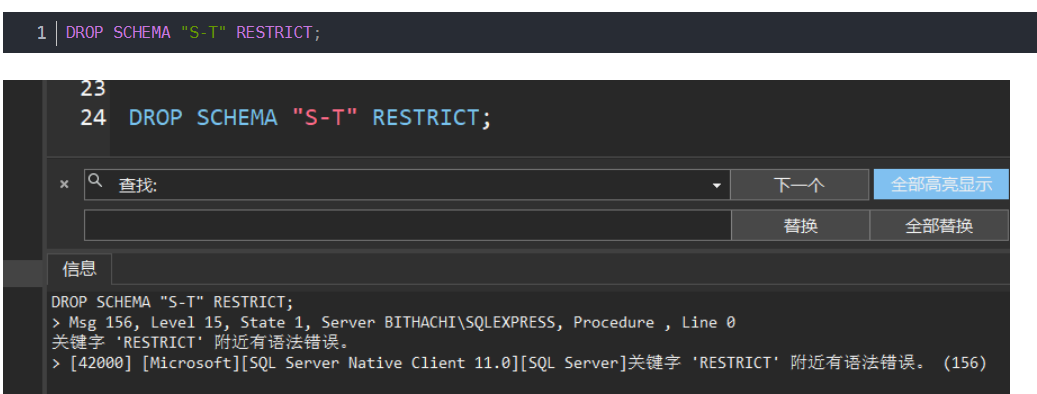 1 DROP SCHEMA "S-T" RESTRICT;
23
24 DROP SCHEMA "S-T" RESTRICT;
× 查找: 下一个 全部高亮显示
替换 全部替换
信息
DROP SCHEMA "S-T" RESTRICT;
> Msg 156, Level 15, State 1, Server BITHACHI\SQLEXPRESS, Procedure , Line 0
关键字 'RESTRICT' 附近有语法错误。
> [42000] [Microsoft][SQL Server Native Client 11.0][SQL Server]关键字 'RESTRICT' 附近有语法错误。 (156)